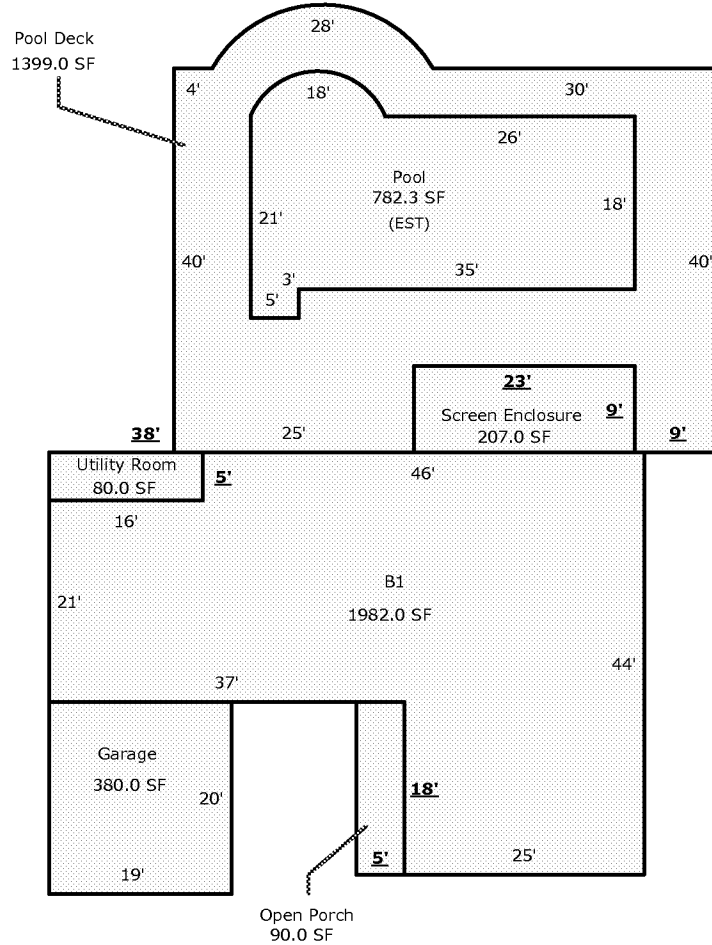 28'
Pool Deck
1399.0 SF
4'
18'
30'
26'
Pool
782.3 SF
(EST)
18'
21'
40'
40'
3'
35'
5'
23'
Screen Enclosure
9'
207.0 SF
38'
25'
9'
Utility Room
80.0 SF
5'
46'
16'
B1
1982.0 SF
21'
44'
37'
Garage
380.0 SF
20'
18'
19'
5'
25'
Open Porch
90.0 SF